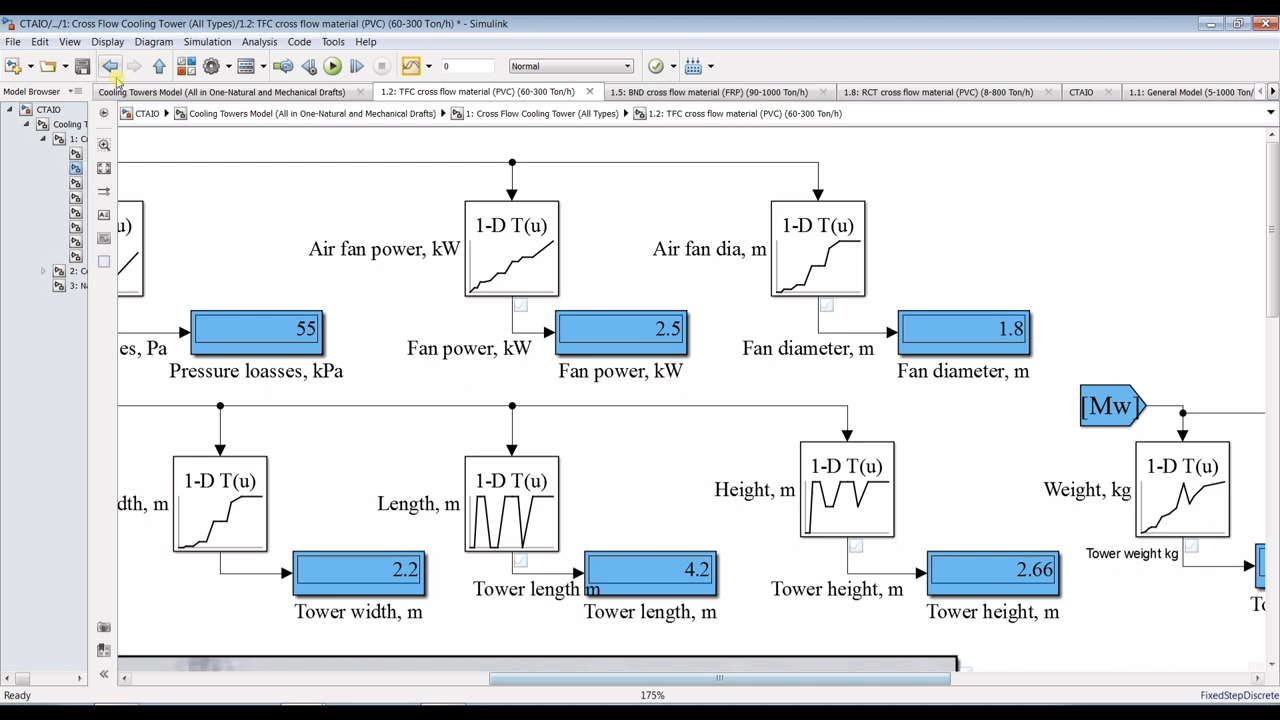 CTAIO/.../1: Cross Flow Cooling Tower (All Types)/1.2: TFC cross flow material (PVC) (60-300 Ton/h) * - Simulink
File Edit View Display Diagram Simulation Analysis Code Tools Help
0 Normal
Model Browser
Cooling Towers Model (All in One-Natural and Mechanical Drafts) 1.2: TFC cross flow material (PVC) (60-300 Ton/h) 1.5: BND cross flow material (FRP) (90-1000 Ton/h) 1.8: RCT cross flow material (PVC) (8-800 Ton/h) CTAIO 1.1: General Model (5-1000 Ton/
CTAIO
CTAIO Cooling Towers Model (All in One-Natural and Mechanical Drafts) 1: Cross Flow Cooling Tower (All Types) 1.2: TFC cross flow material (PVC) (60-300 Ton/h)
Cooling T
1: Cr
2: Co
3: Na
u)
Air fan power, kW
1-D T(u)
Air fan dia, m
1-D T(u)
es, Pa
55
Pressure loasses, kPa
Fan power, kW
2.5
Fan power, kW
Fan diameter, m
1.8
Fan diameter, m
[Mw]
dth, m
1-D T(u)
Length, m
1-D T(u)
Height, m
1-D T(u)
Weight, kg
1-D T(u)
2.2
Tower width, m
Tower length m
4.2
Tower length, m
Tower height, m
2.66
Tower height, m
Tower weight kg
To
Ready 175% FixedStepDiscrete